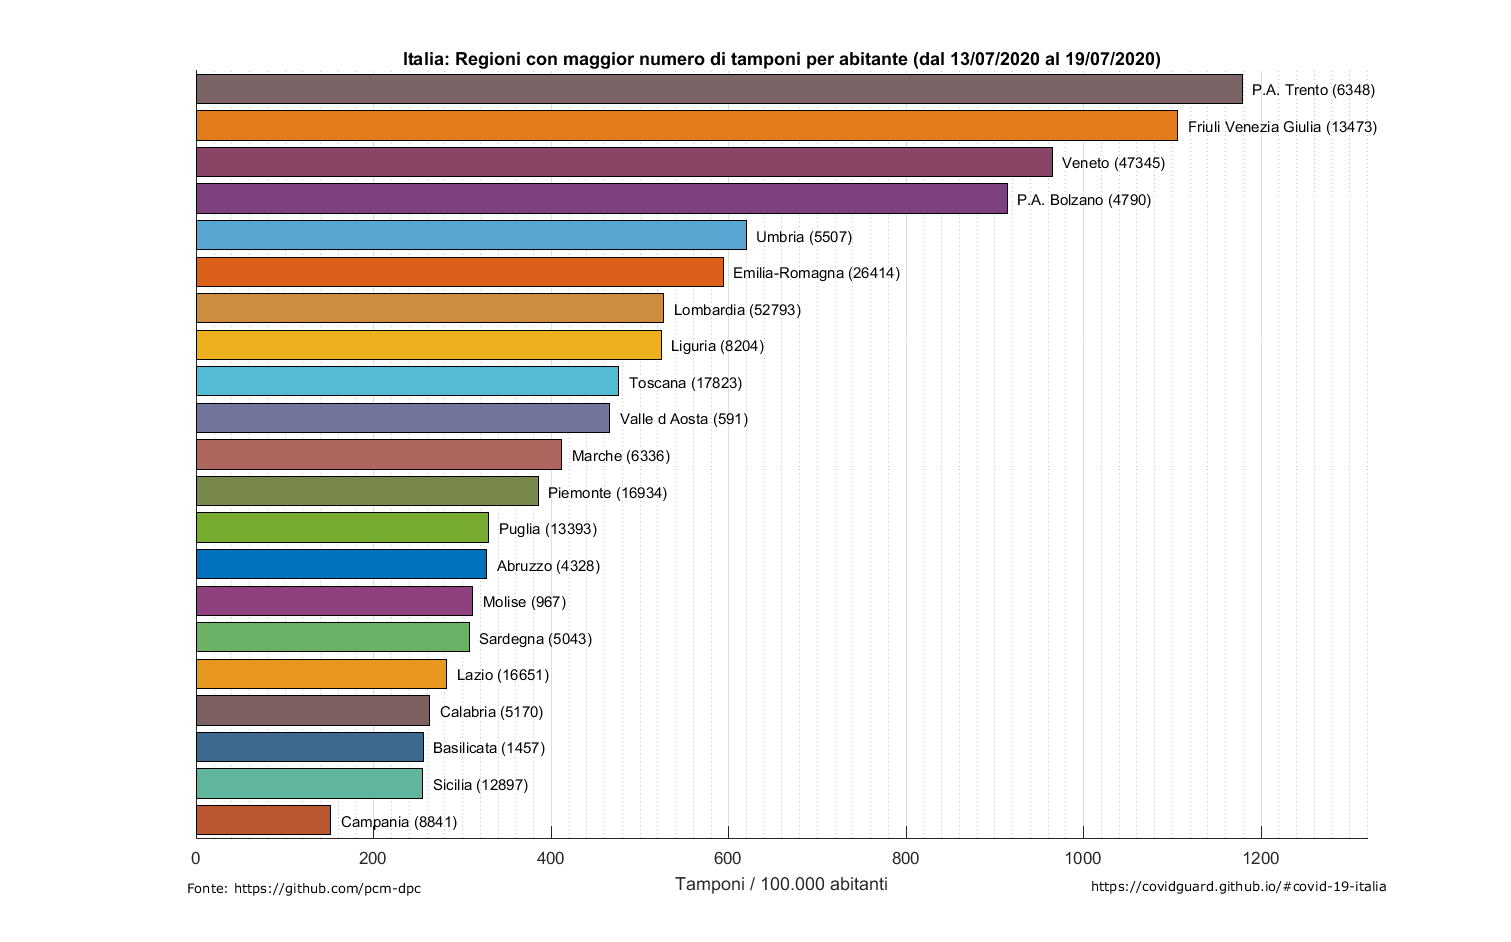 Italia: Regioni con maggior numero di tamponi per abitante (dal 13/07/2020 al 19/07/2020)
P.A. Trento (6348)
Friuli Venezia Giulia (13473)
Veneto (47345)
P.A. Bolzano (4790)
Umbria (5507)
Emilia-Romagna (26414)
Lombardia (52793)
Liguria (8204)
Toscana (17823)
Valle d Aosta (591)
Marche (6336)
Piemonte (16934)
Puglia (13393)
Abruzzo (4328)
Molise (967)
Sardegna (5043)
Lazio (16651)
Calabria (5170)
Basilicata (1457)
Sicilia (12897)
Campania (8841)
0 200 400 600 800 1000 1200
Tamponi / 100.000 abitanti
Fonte: https://github.com/pcm-dpc
https://covidguard.github.io/#covid-19-italia